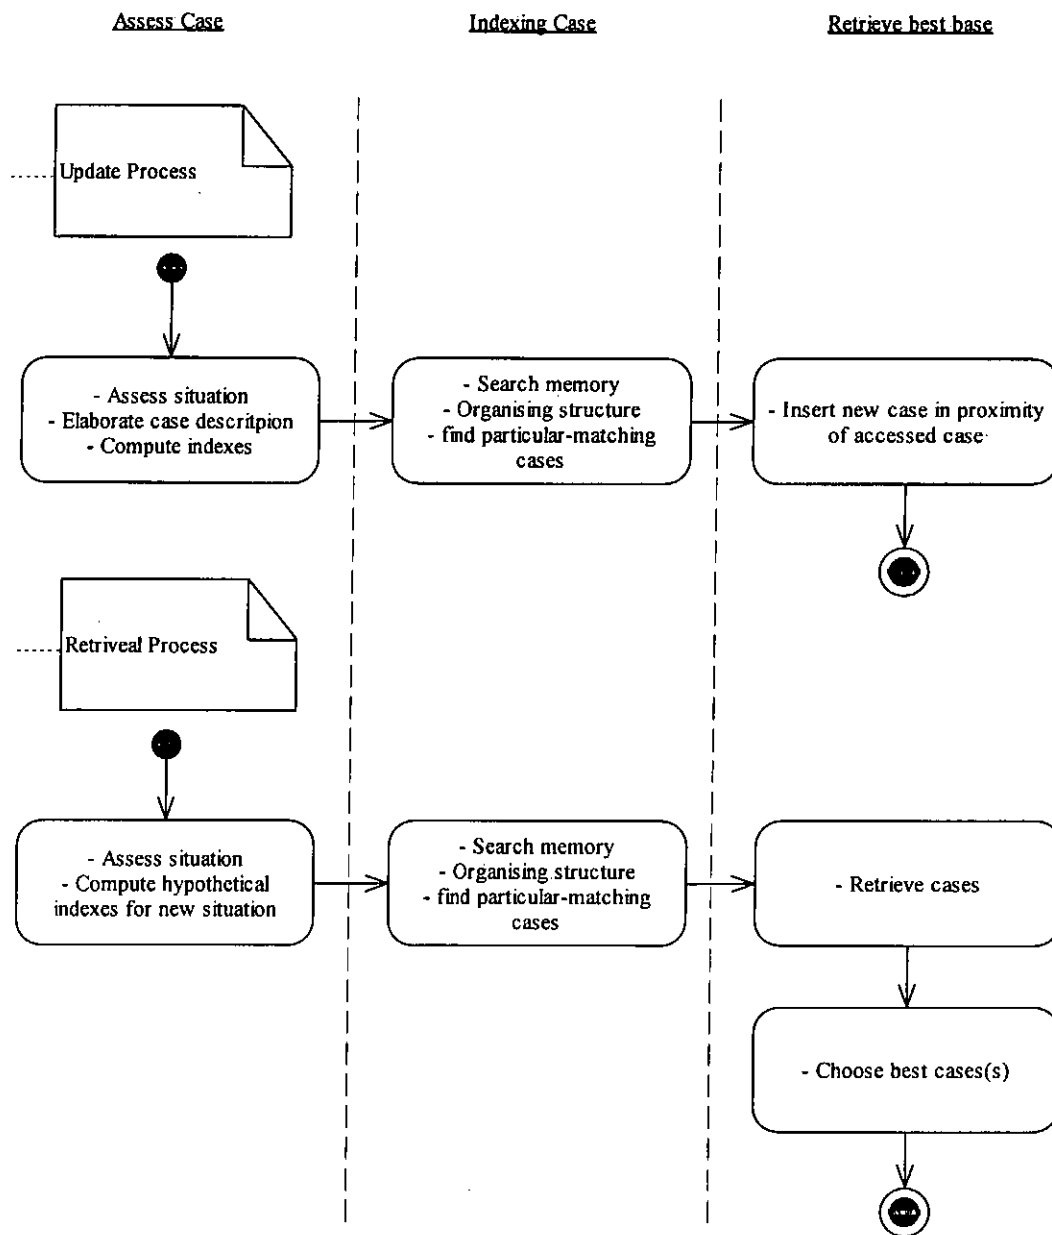 Assess Case
Indexing Case
Retrieve best base
Update Process
- Assess situation
- Elaborate case descritpion
- Compute indexes
- Search memory
- Organising structure
- find particular-matching
cases
- Insert new case in proximity
of accessed case
Retriveal Process
- Assess situation
- Compute hypothetical
indexes for new situation
- Search memory
- Organising structure
- find particular-matching
cases
- Retrieve cases
- Choose best cases(s)